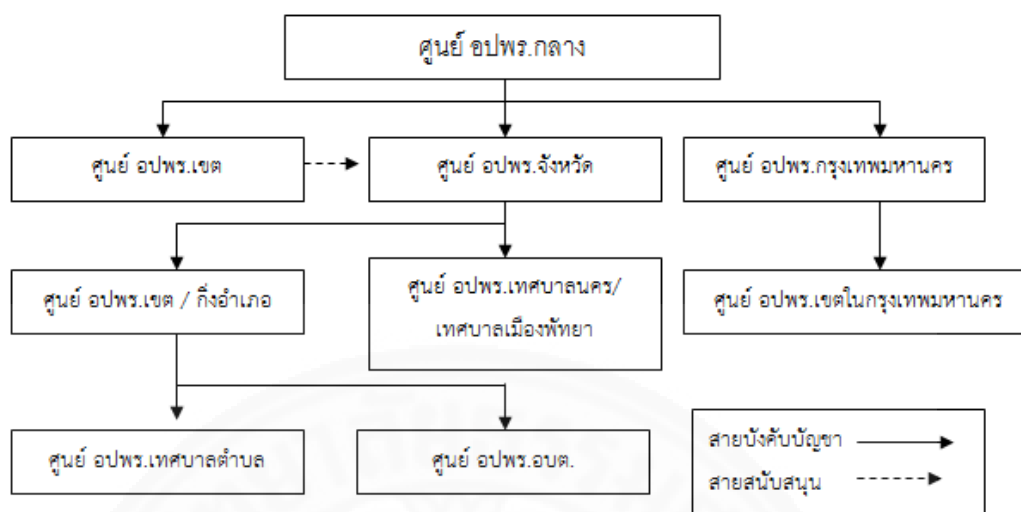 ศูนย์ อปพร.กลาง
ศูนย์ อปพร.เขต
ศูนย์ อปพร.จังหวัด
ศูนย์ อปพร.กรุงเทพมหานคร
ศูนย์ อปพร.เขต / กิ่งอำเภอ
ศูนย์ อปพร.เทศบาลนคร/
เทศบาลเมืองพัทยา
ศูนย์ อปพร.เขตในกรุงเทพมหานคร
ศูนย์ อปพร.เทศบาลตำบล
ศูนย์ อปพร.อบต.
สายบังคับบัญชา
สายสนับสนุน